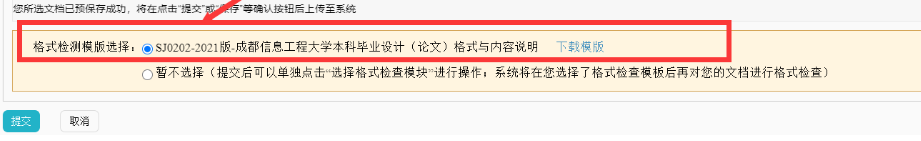 您所选文档已预保存成功，将在点击“提交”或“保存”等确认按钮后上传至系统
格式检测模版选择： SJ0202-2021版-成都信息工程大学本科毕业设计（论文）格式与内容说明 下载模版
暂不选择（提交后可以单独点击“选择格式检查模块”进行操作；系统将在您选择了格式检查模板后再对您的文档进行格式检查）
提交 取消